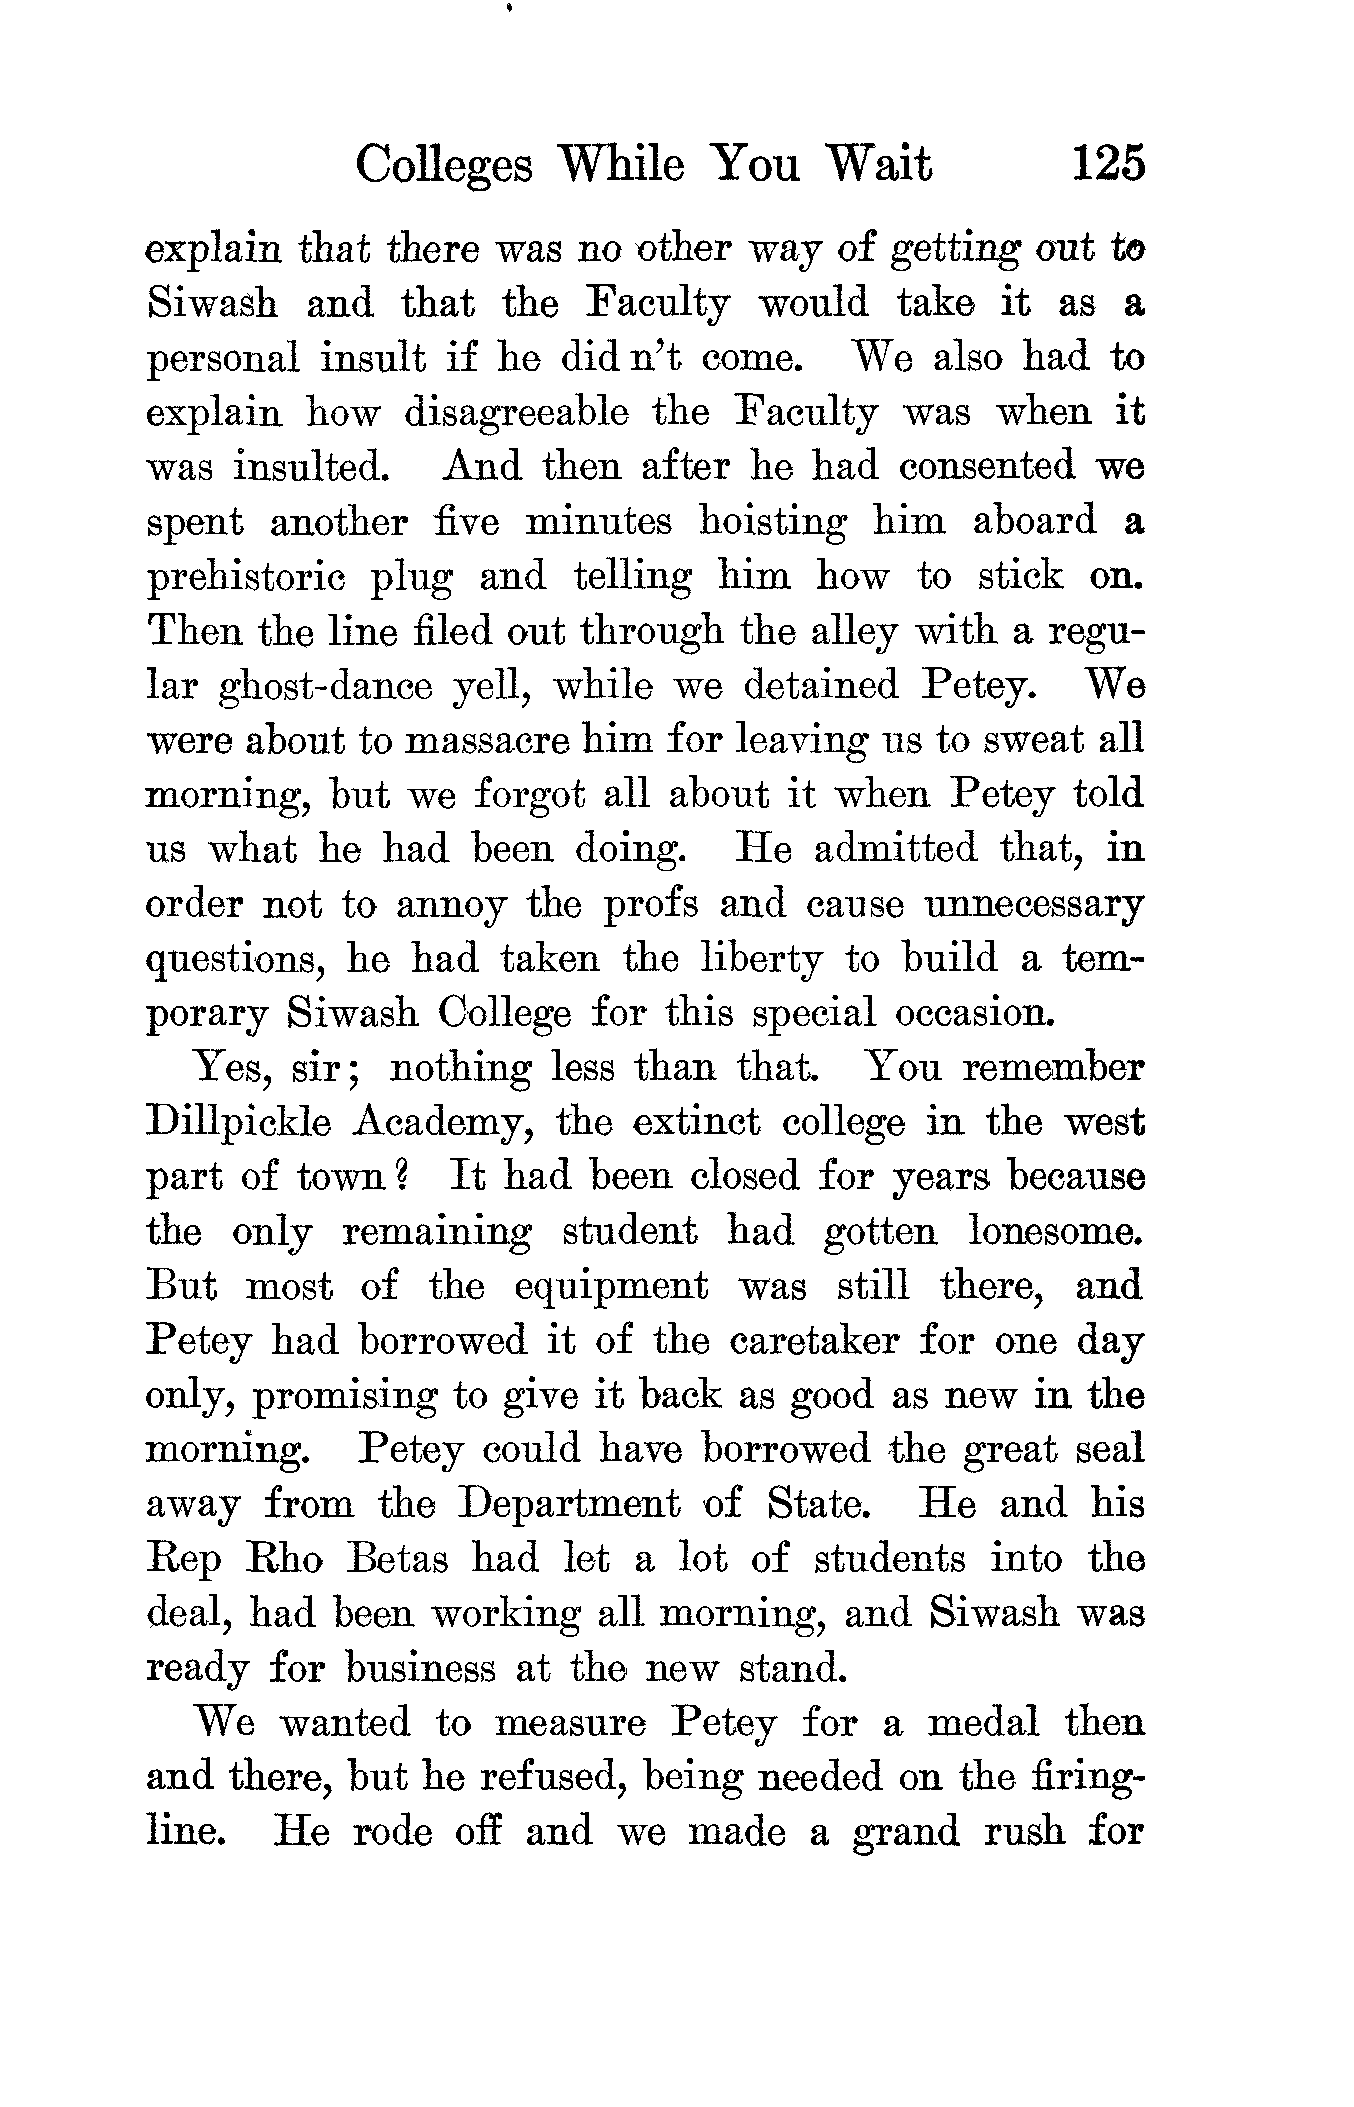 Colleges While You Wait 125
explain that there was no other way of getting out to
Siwash and that the Faculty would take it as a
personal insult if he did n't come. We also had to
explain how disagreeable the Faculty was when it
was insulted. And then after he had consented we
spent another five minutes hoisting him aboard a
prehistoric plug and telling him how to stick on.
Then the line filed out through the alley with a regu-
lar ghost-dance yell, while we detained Petey. We
were about to massacre him for leaving us to sweat all
morning, but we forgot all about it when Petey told
us what he had been doing. He admitted that, in
order not to annoy the profs and cause unnecessary
questions, he had taken the liberty to build a tem-
porary Siwash College for this special occasion.
Yes, sir; nothing less than that. You remember
Dillpickle Academy, the extinct college in the west
part of town? It had been closed for years because
the only remaining student had gotten lonesome.
But most of the equipment was still there, and
Petey had borrowed it of the caretaker for one day
only, promising to give it back as good as new in the
morning. Petey could have borrowed the great seal
away from the Department of State. He and his
Rep Rho Betas had let a lot of students into the
deal, had been working all morning, and Siwash was
ready for business at the new stand.
We wanted to measure Petey for a medal then
and there, but he refused, being needed on the firing-
line. He rode off and we made a grand rush for